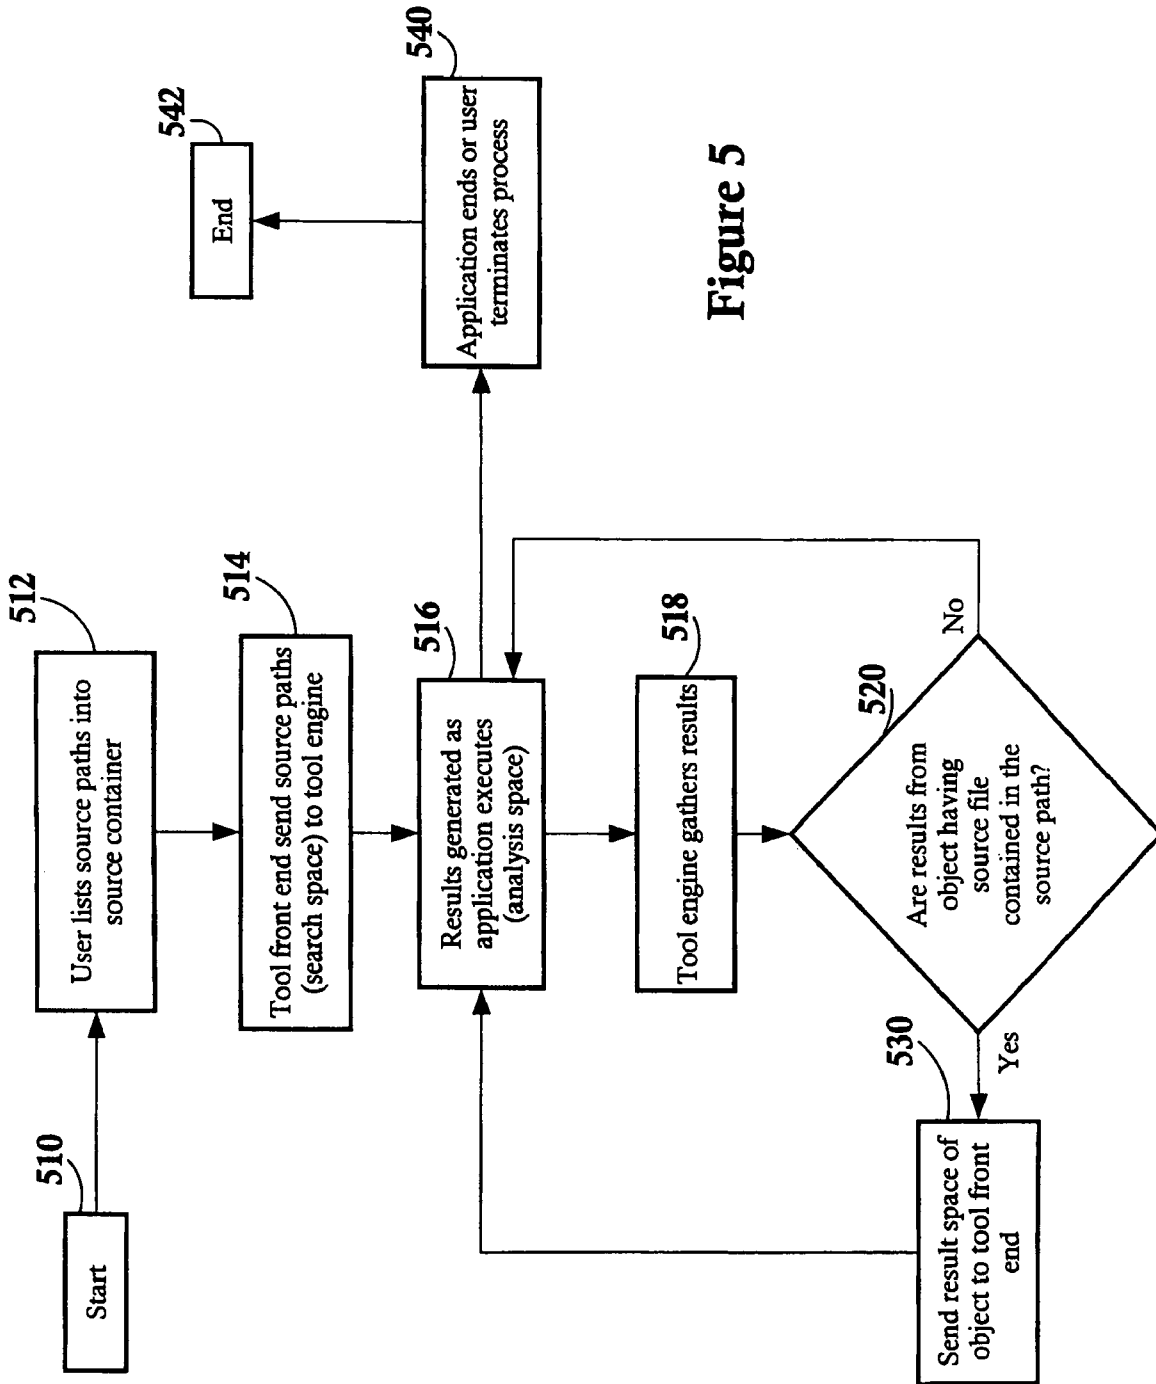 510
Start
512
User lists source paths into
source container
514
Tool front end send source paths
(search space) to tool engine
516
Results generated as
application executes
(analysis space)
518
Tool engine gathers results
520
Are results from
object having
source file
contained in the
source path?
No
Yes
530
Send result space of
object to tool front
end
540
Application ends or user
terminates process
542
End
Figure 5